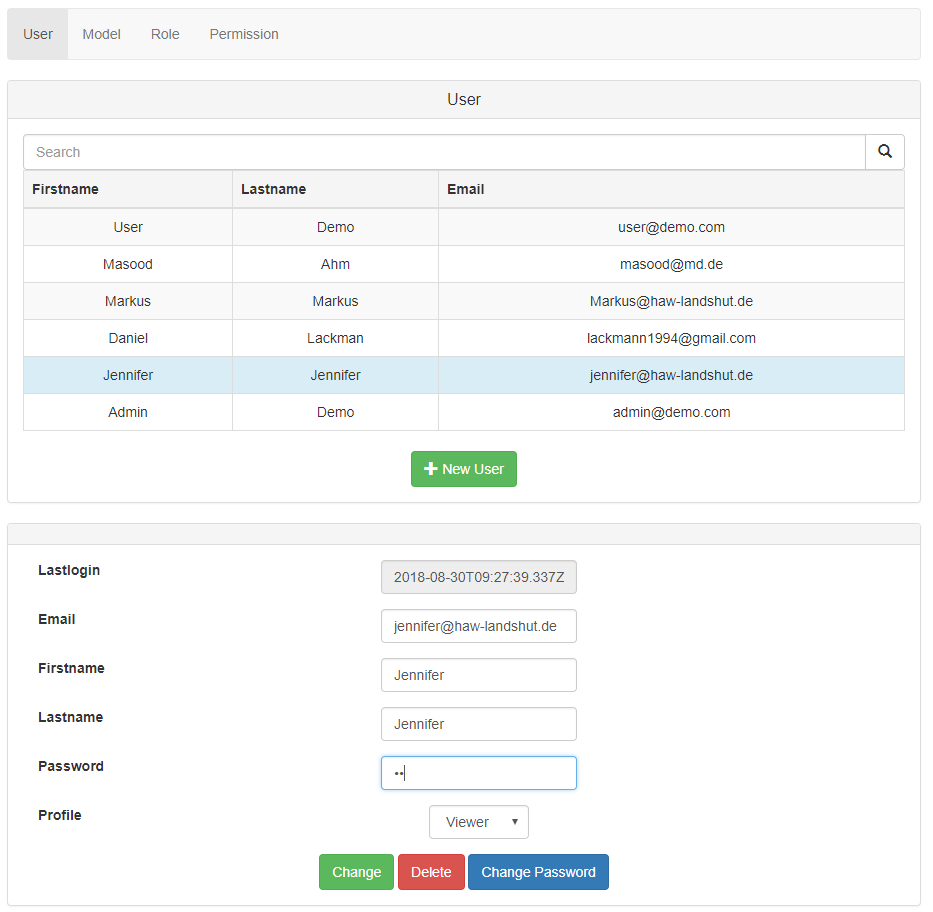 User Model Role Permission
User
Search
Firstname Lastname Email
User Demo user@demo.com
Masood Ahm masood@md.de
Markus Markus Markus@haw-landshut.de
Daniel Lackman lackmann1994@gmail.com
Jennifer Jennifer jennifer@haw-landshut.de
Admin Demo admin@demo.com
New User
Lastlogin 2018-08-30T09:27:39.337Z
Email jennifer@haw-landshut.de
Firstname Jennifer
Lastname Jennifer
Password ••
Profile Viewer
Change Delete Change Password